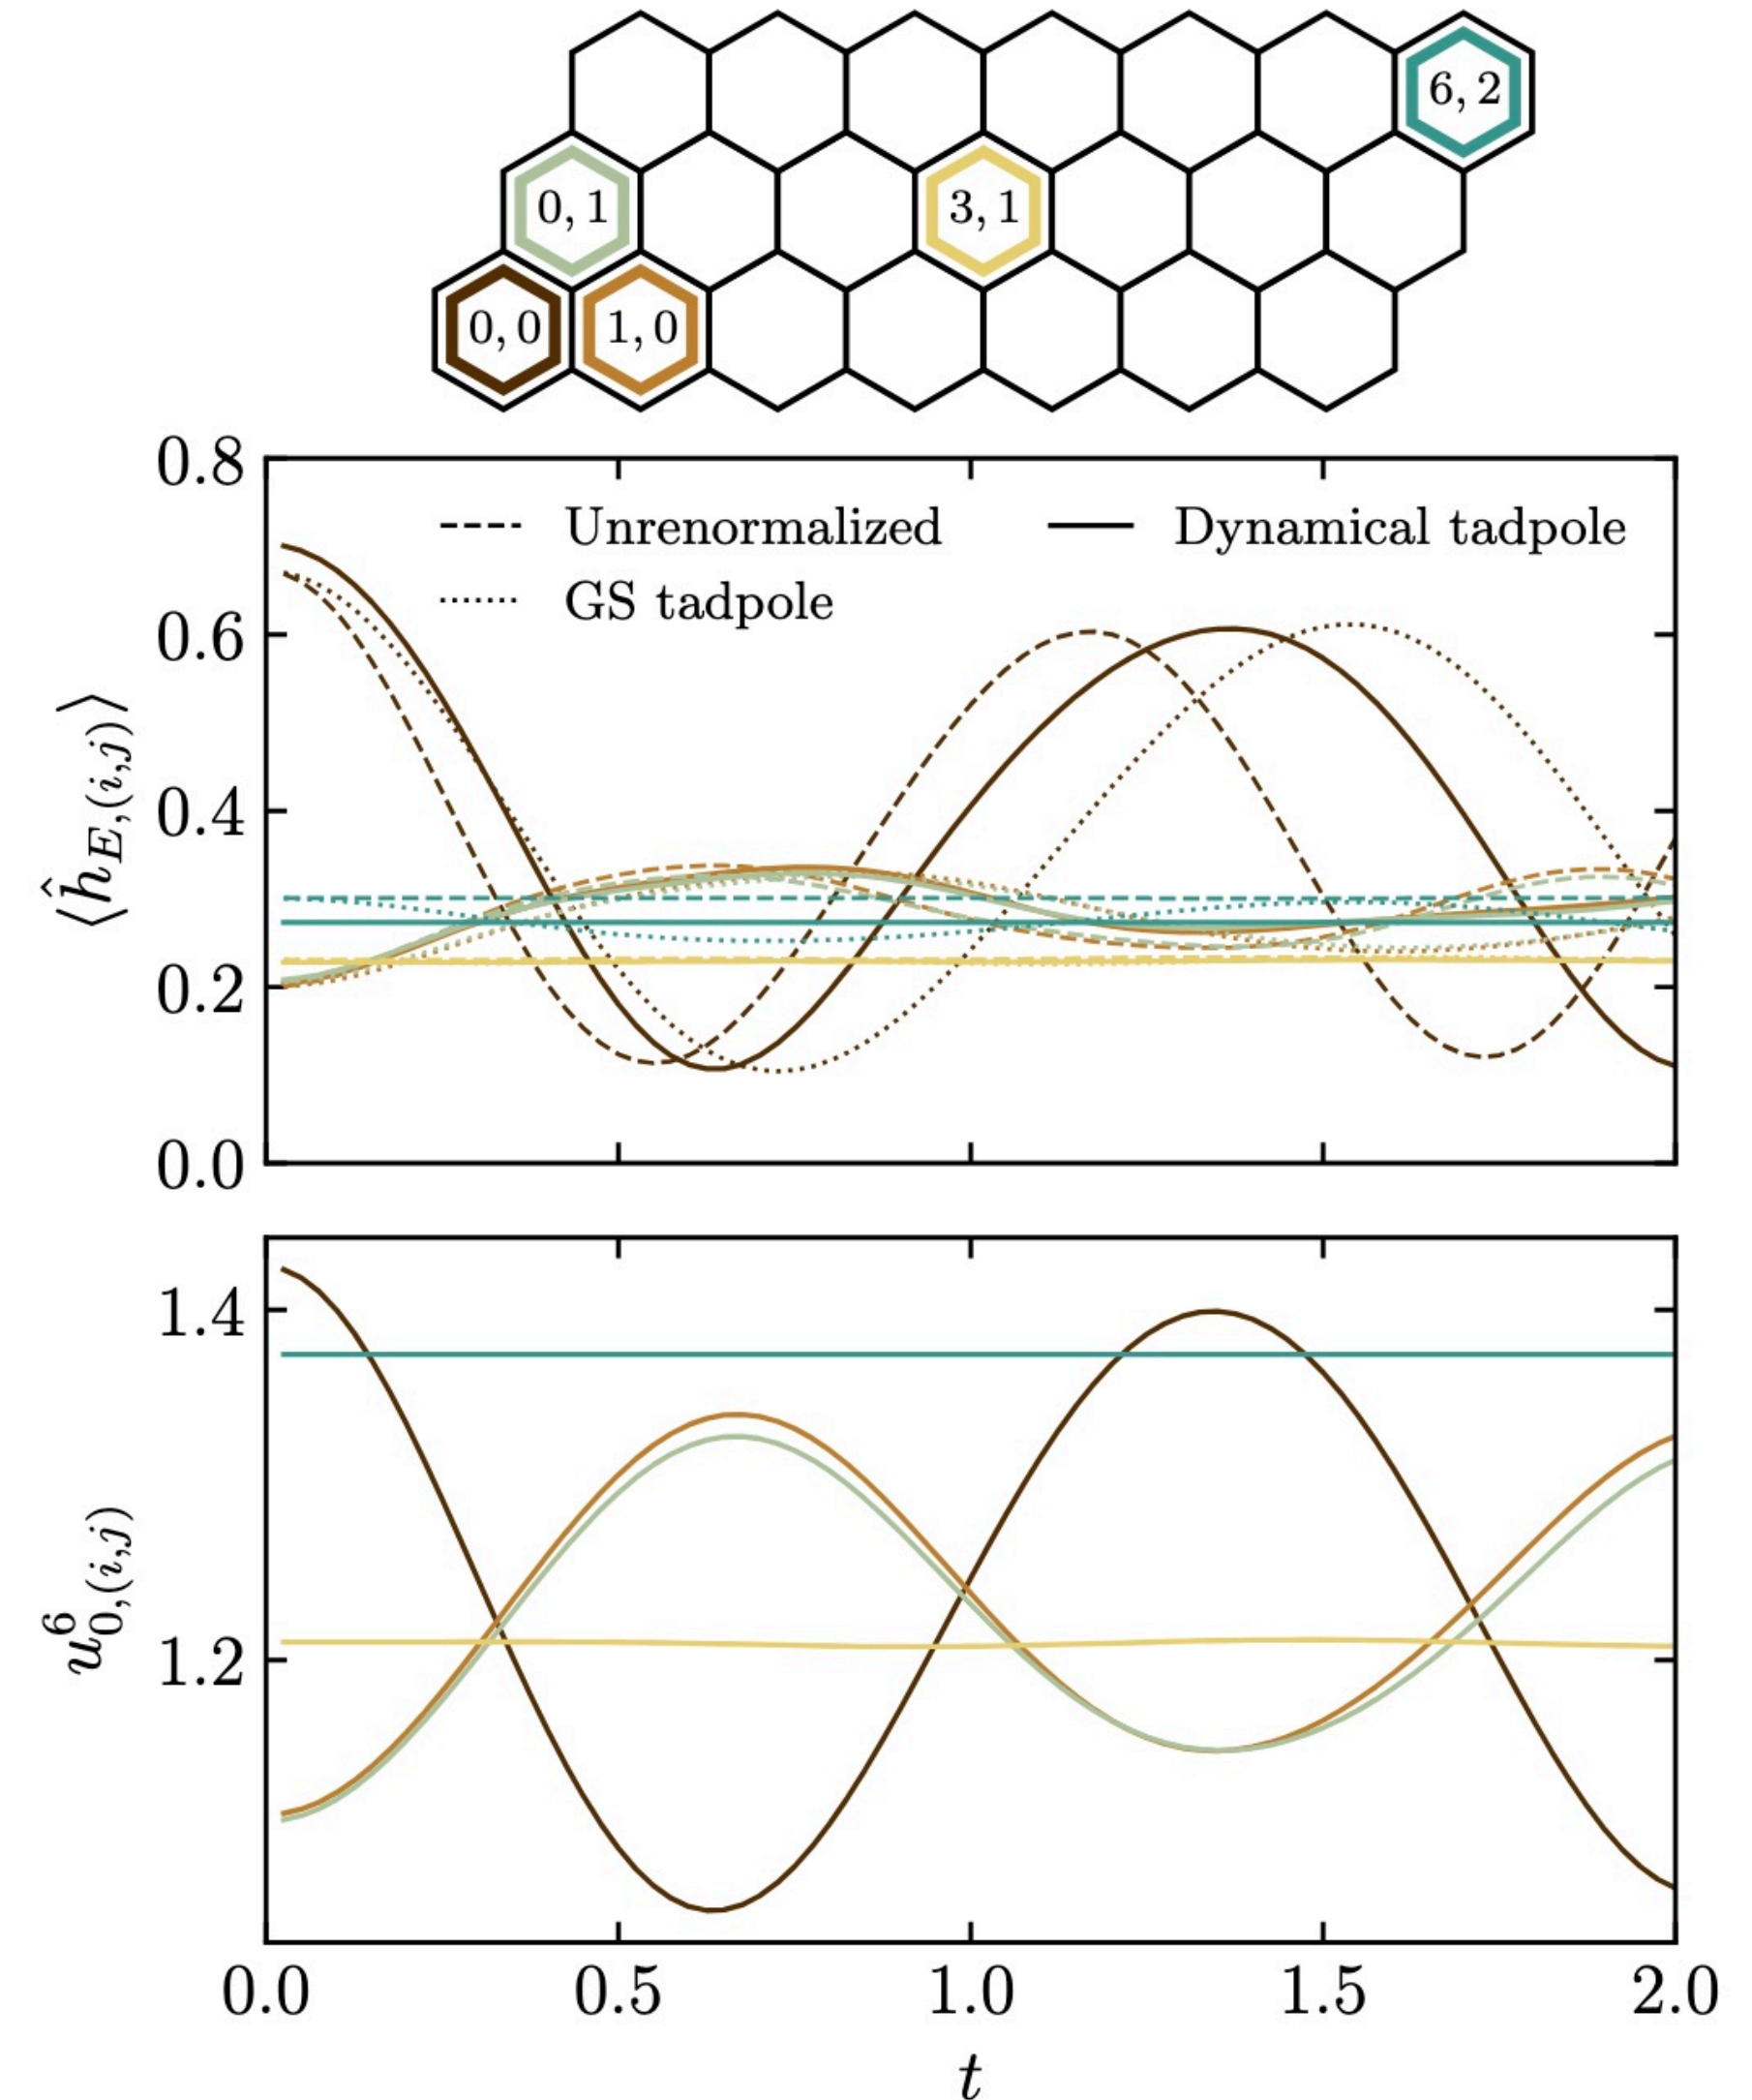 6, 2
0, 1
3, 1
0, 0
1, 0
0.8
Unrenormalized
Dynamical tadpole
GS tadpole
0.6
0.4
0.2
0.0
⟨ĥ_{E,(i,j)}⟩
1.4
1.2
u^6_{0,(i,j)}
0.0 0.5 1.0 1.5 2.0
t